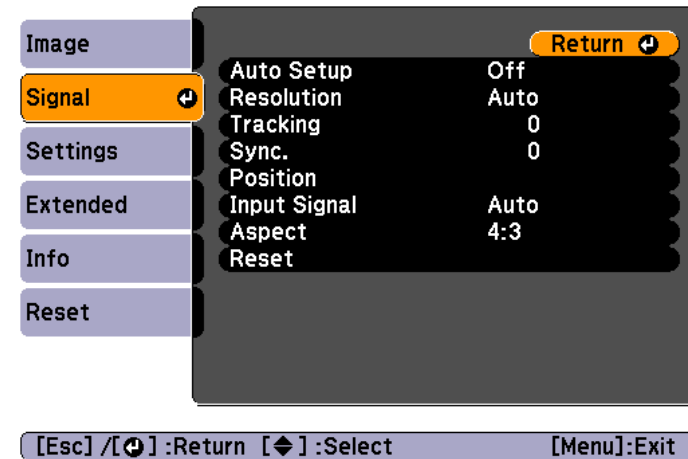 Image
Signal
Settings
Extended
Info
Reset
Return
Auto Setup Off
Resolution Auto
Tracking 0
Sync. 0
Position
Input Signal Auto
Aspect 4:3
Reset
[Esc] /[ ] :Return [ ] :Select [Menu]:Exit